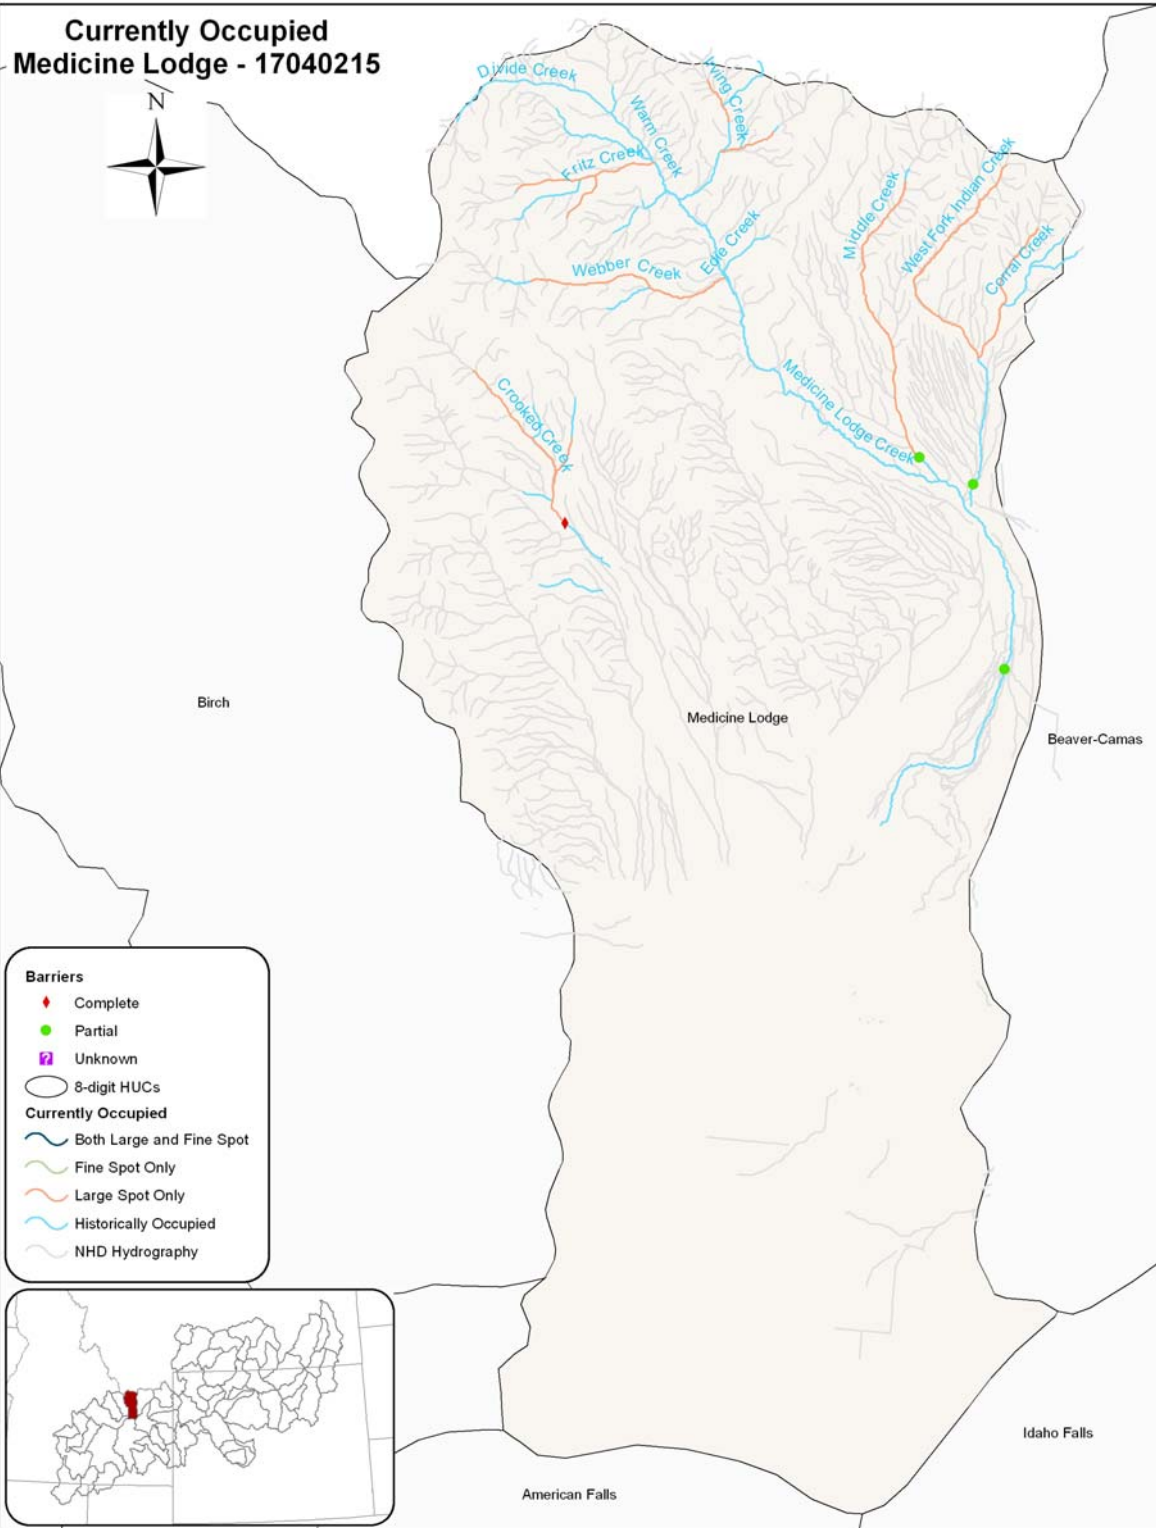 Currently Occupied
Medicine Lodge - 17040215
N
Divide Creek
Warm Creek
Irving Creek
Fritz Creek
Edie Creek
Webber Creek
Middle Creek
West Fork Indian Creek
Corral Creek
Crooked Creek
Medicine Lodge Creek
Birch
Medicine Lodge
Beaver-Camas
Barriers
Complete
Partial
?
Unknown
8-digit HUCs
Currently Occupied
Both Large and Fine Spot
Fine Spot Only
Large Spot Only
Historically Occupied
NHD Hydrography
Idaho Falls
American Falls